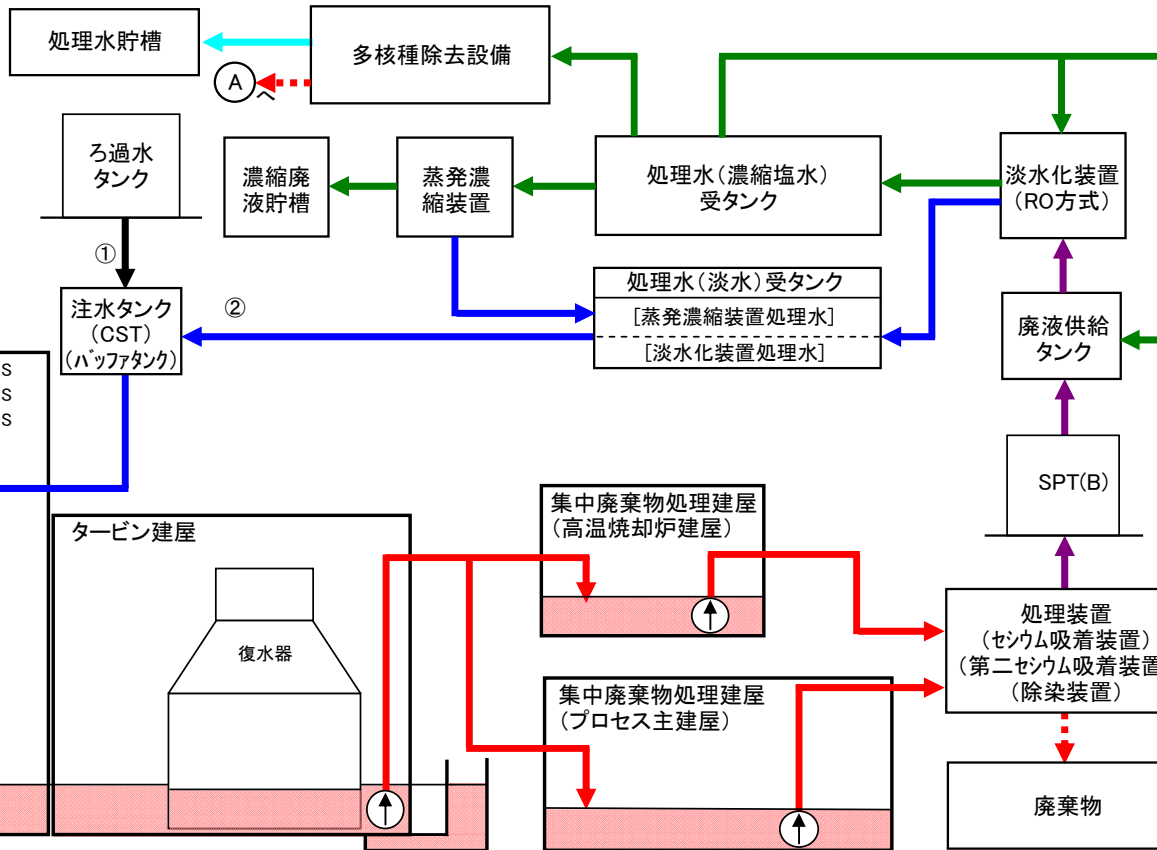 処理水貯槽
多核種除去設備
A
へ
ろ過水
タンク
濃縮廃
液貯槽
蒸発濃
縮装置
処理水(濃縮塩水)
受タンク
淡水化装置
(RO方式)
①
注水タンク
(CST)
(バッファタンク)
②
処理水(淡水)受タンク
[蒸発濃縮装置処理水]
[淡水化装置処理水]
廃液供給
タンク
S
S
S
SPT(B)
タービン建屋
復水器
集中廃棄物処理建屋
(高温焼却炉建屋)
集中廃棄物処理建屋
(プロセス主建屋)
処理装置
(セシウム吸着装置)
(第二セシウム吸着装置
(除染装置)
廃棄物